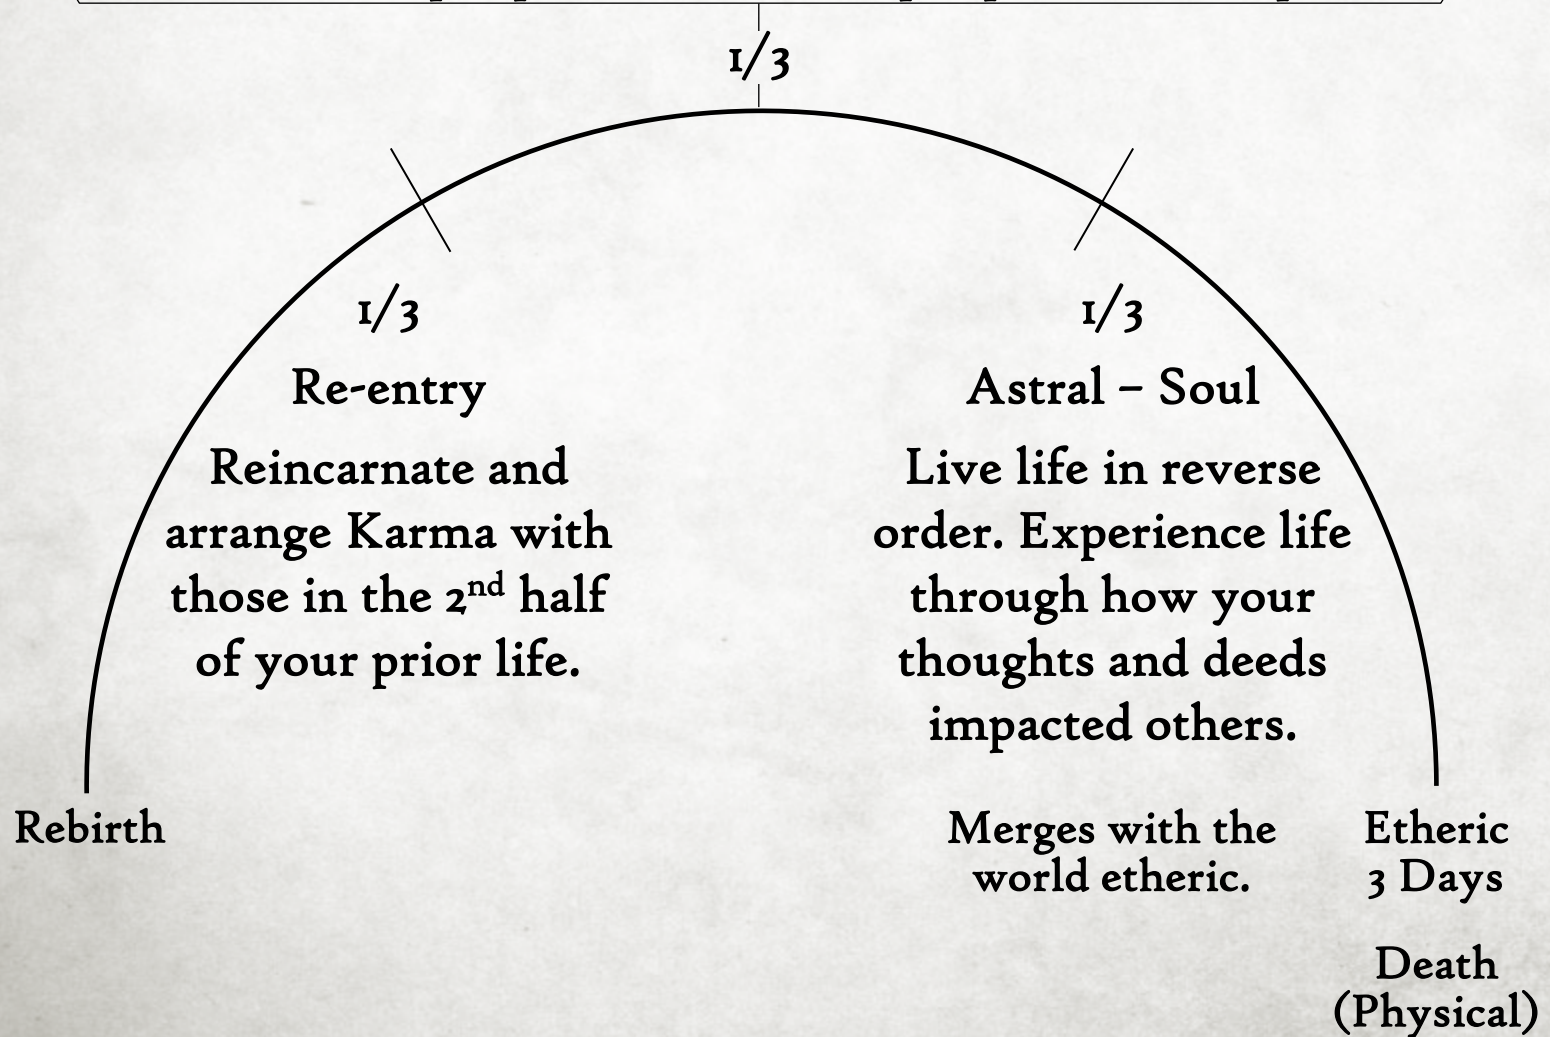 1/3
1/3
Re-entry
Reincarnate and
arrange Karma with
those in the 2nd half
of your prior life.
1/3
Astral – Soul
Live life in reverse
order. Experience life
through how your
thoughts and deeds
impacted others.
Rebirth
Merges with the
world etheric.
Etheric
3 Days
Death
(Physical)